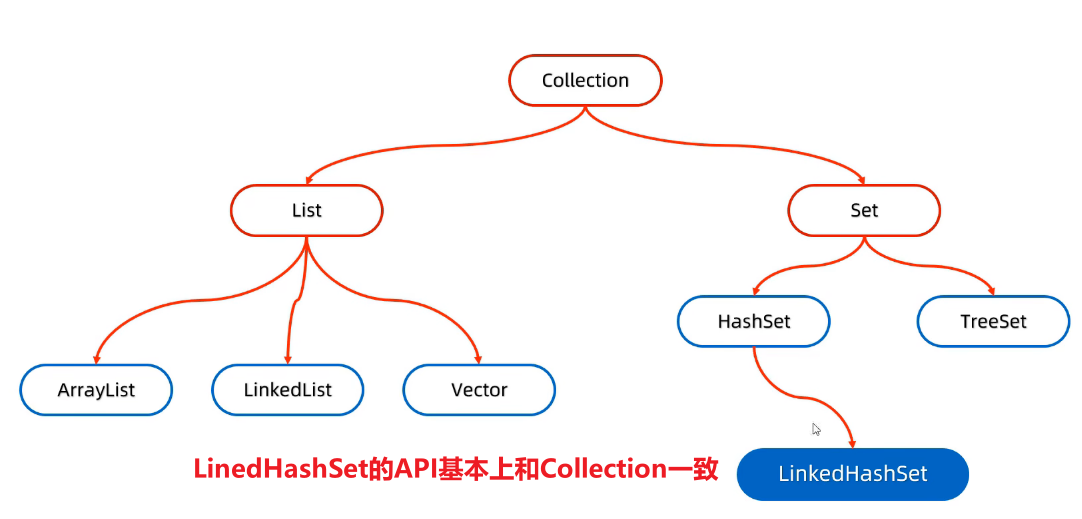 Collection
List
Set
HashSet
TreeSet
ArrayList
LinkedList
Vector
LinedHashSet的API基本上和Collection一致
LinkedHashSet